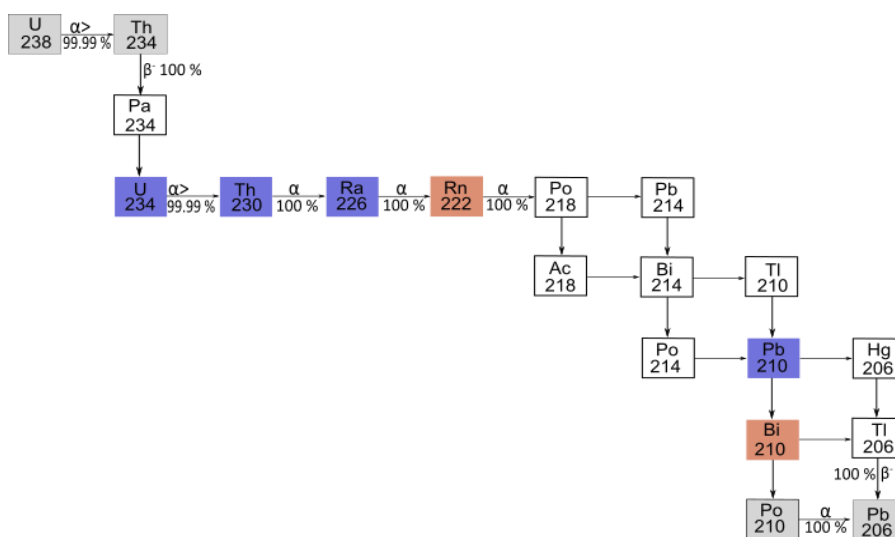 U
238
α>
99.99 %
Th
234
β⁻ 100 %
Pa
234
U
234
α>
99.99 %
Th
230
α
100 %
Ra
226
α
100 %
Rn
222
α
100 %
Po
218
Pb
214
Ac
218
Bi
214
Tl
210
Po
214
Pb
210
Hg
206
Bi
210
Tl
206
100 % β⁻
Po
210
α
100 %
Pb
206